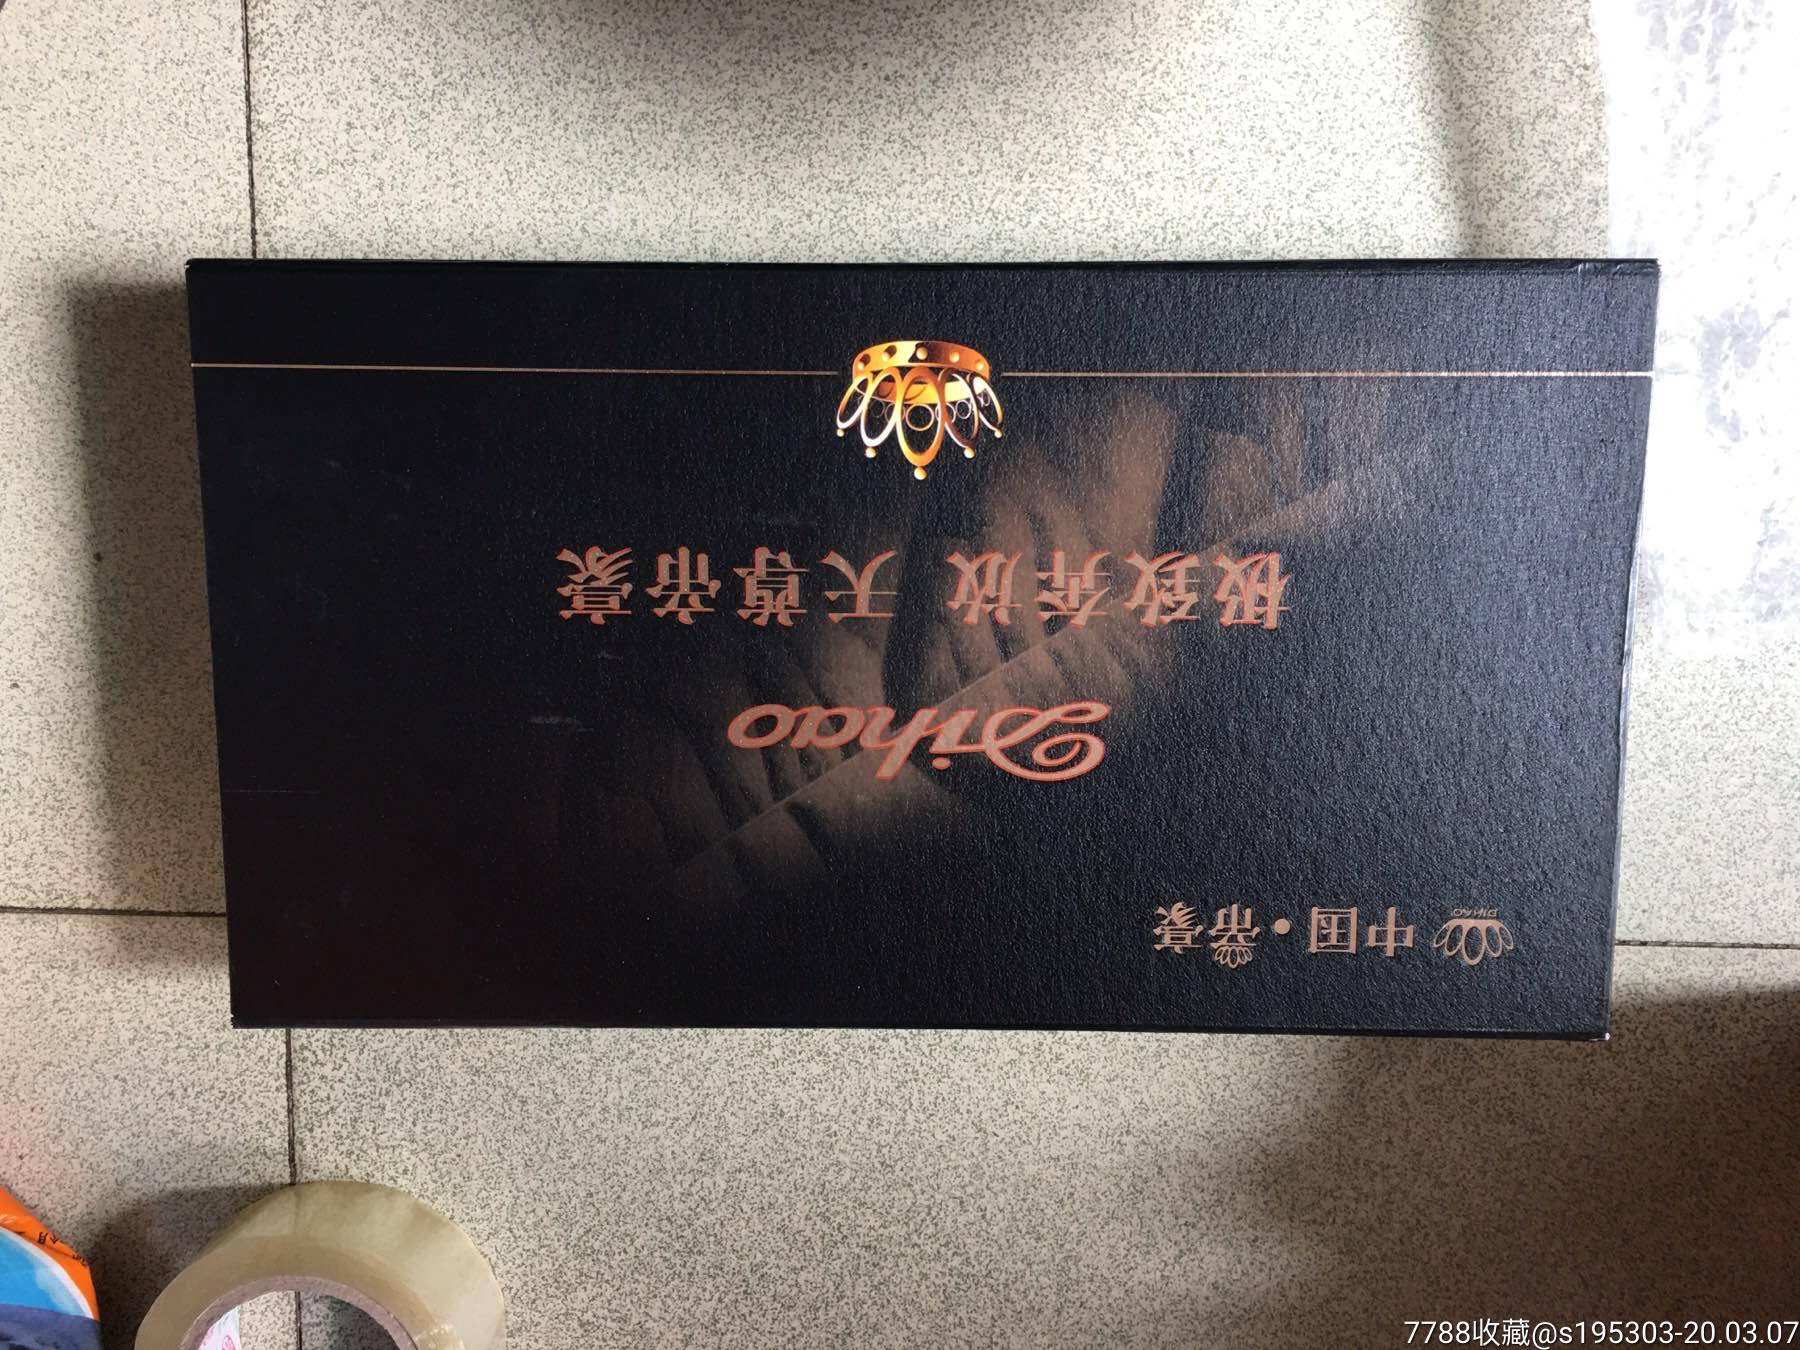 DIHAO 中国·帝豪
Dihao
极致奔放 天尊帝豪
7788收藏@s195303-20.03.07